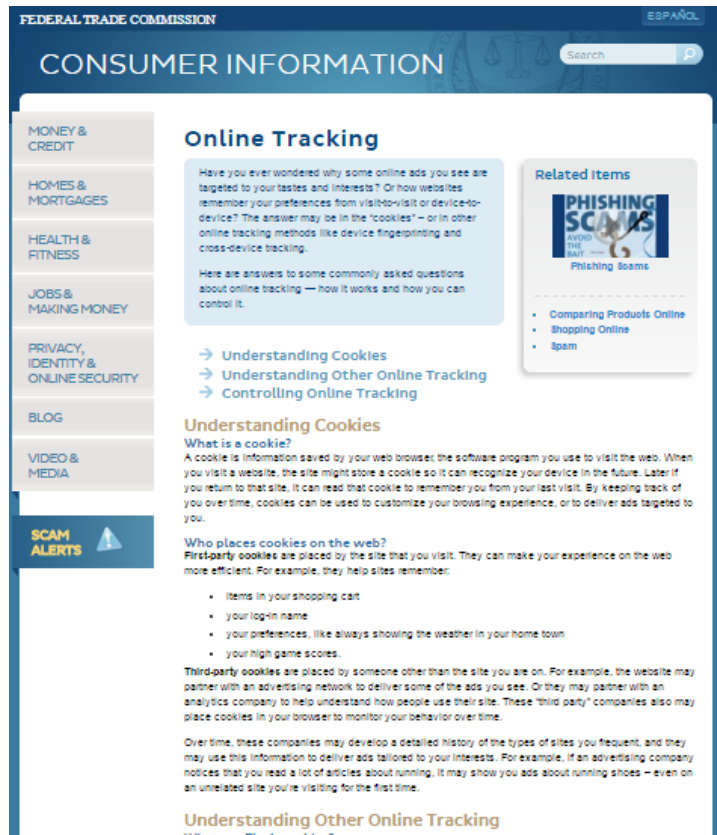 FEDERAL TRADE COMMISSION
ESPAÑOL
CONSUMER INFORMATION
Search
MONEY &
CREDIT
HOMES &
MORTGAGES
HEALTH &
FITNESS
JOBS &
MAKING MONEY
PRIVACY,
IDENTITY &
ONLINE SECURITY
BLOG
VIDEO &
MEDIA
SCAM
ALERTS
Online Tracking
Have you ever wondered why some online ads you see are
targeted to your tastes and interests? Or how websites
remember your preferences from visit-to-visit or device-to-
device? The answer may be in the "cookies" – or in other
online tracking methods like device fingerprinting and
cross-device tracking.
Here are answers to some commonly asked questions
about online tracking — how it works and how you can
control it.
Related Items
PHISHING
SCAMS
AVOID
THE
BAIT
Phishing Scams
• Comparing Products Online
• Shopping Online
• Spam
→ Understanding Cookies
→ Understanding Other Online Tracking
→ Controlling Online Tracking
Understanding Cookies
What is a cookie?
A cookie is information saved by your web browser, the software program you use to visit the web. When
you visit a website, the site might store a cookie so it can recognize your device in the future. Later if
you return to that site, it can read that cookie to remember you from your last visit. By keeping track of
you over time, cookies can be used to customize your browsing experience, or to deliver ads targeted to
you.
Who places cookies on the web?
First-party cookies are placed by the site that you visit. They can make your experience on the web
more efficient. For example, they help sites remember:
• items in your shopping cart
• your log-in name
• your preferences, like always showing the weather in your home town
• your high game scores.
Third-party cookies are placed by someone other than the site you are on. For example, the website may
partner with an advertising network to deliver some of the ads you see. Or they may partner with an
analytics company to help understand how people use their site. These "third party" companies also may
place cookies in your browser to monitor your behavior over time.
Over time, these companies may develop a detailed history of the types of sites you frequent, and they
may use this information to deliver ads tailored to your interests. For example, if an advertising company
notices that you read a lot of articles about running, it may show you ads about running shoes – even on
an unrelated site you're visiting for the first time.
Understanding Other Online Tracking